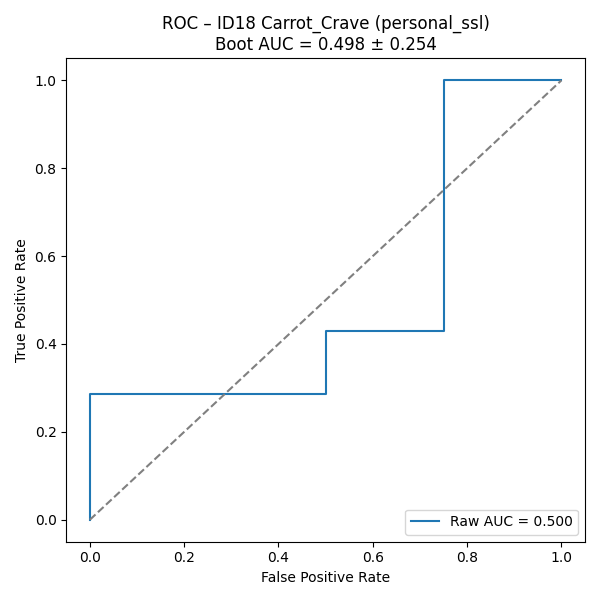 ROC – ID18 Carrot_Crave (personal_ssl)
Boot AUC = 0.498 ± 0.254
1.0
0.8
0.6
0.4
0.2
0.0
True Positive Rate
Raw AUC = 0.500
0.0 0.2 0.4 0.6 0.8 1.0
False Positive Rate